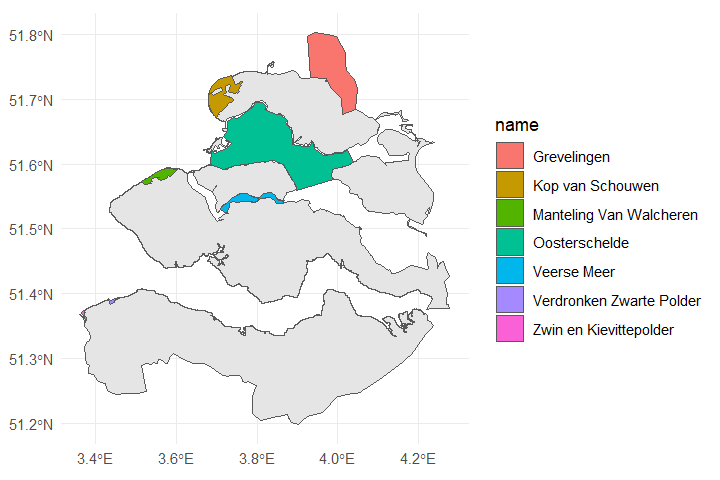 51.8°N
51.7°N
51.6°N
51.5°N
51.4°N
51.3°N
51.2°N
3.4°E 3.6°E 3.8°E 4.0°E 4.2°E
name
Grevelingen
Kop van Schouwen
Manteling Van Walcheren
Oosterschelde
Veerse Meer
Verdronken Zwarte Polder
Zwin en Kievittepolder